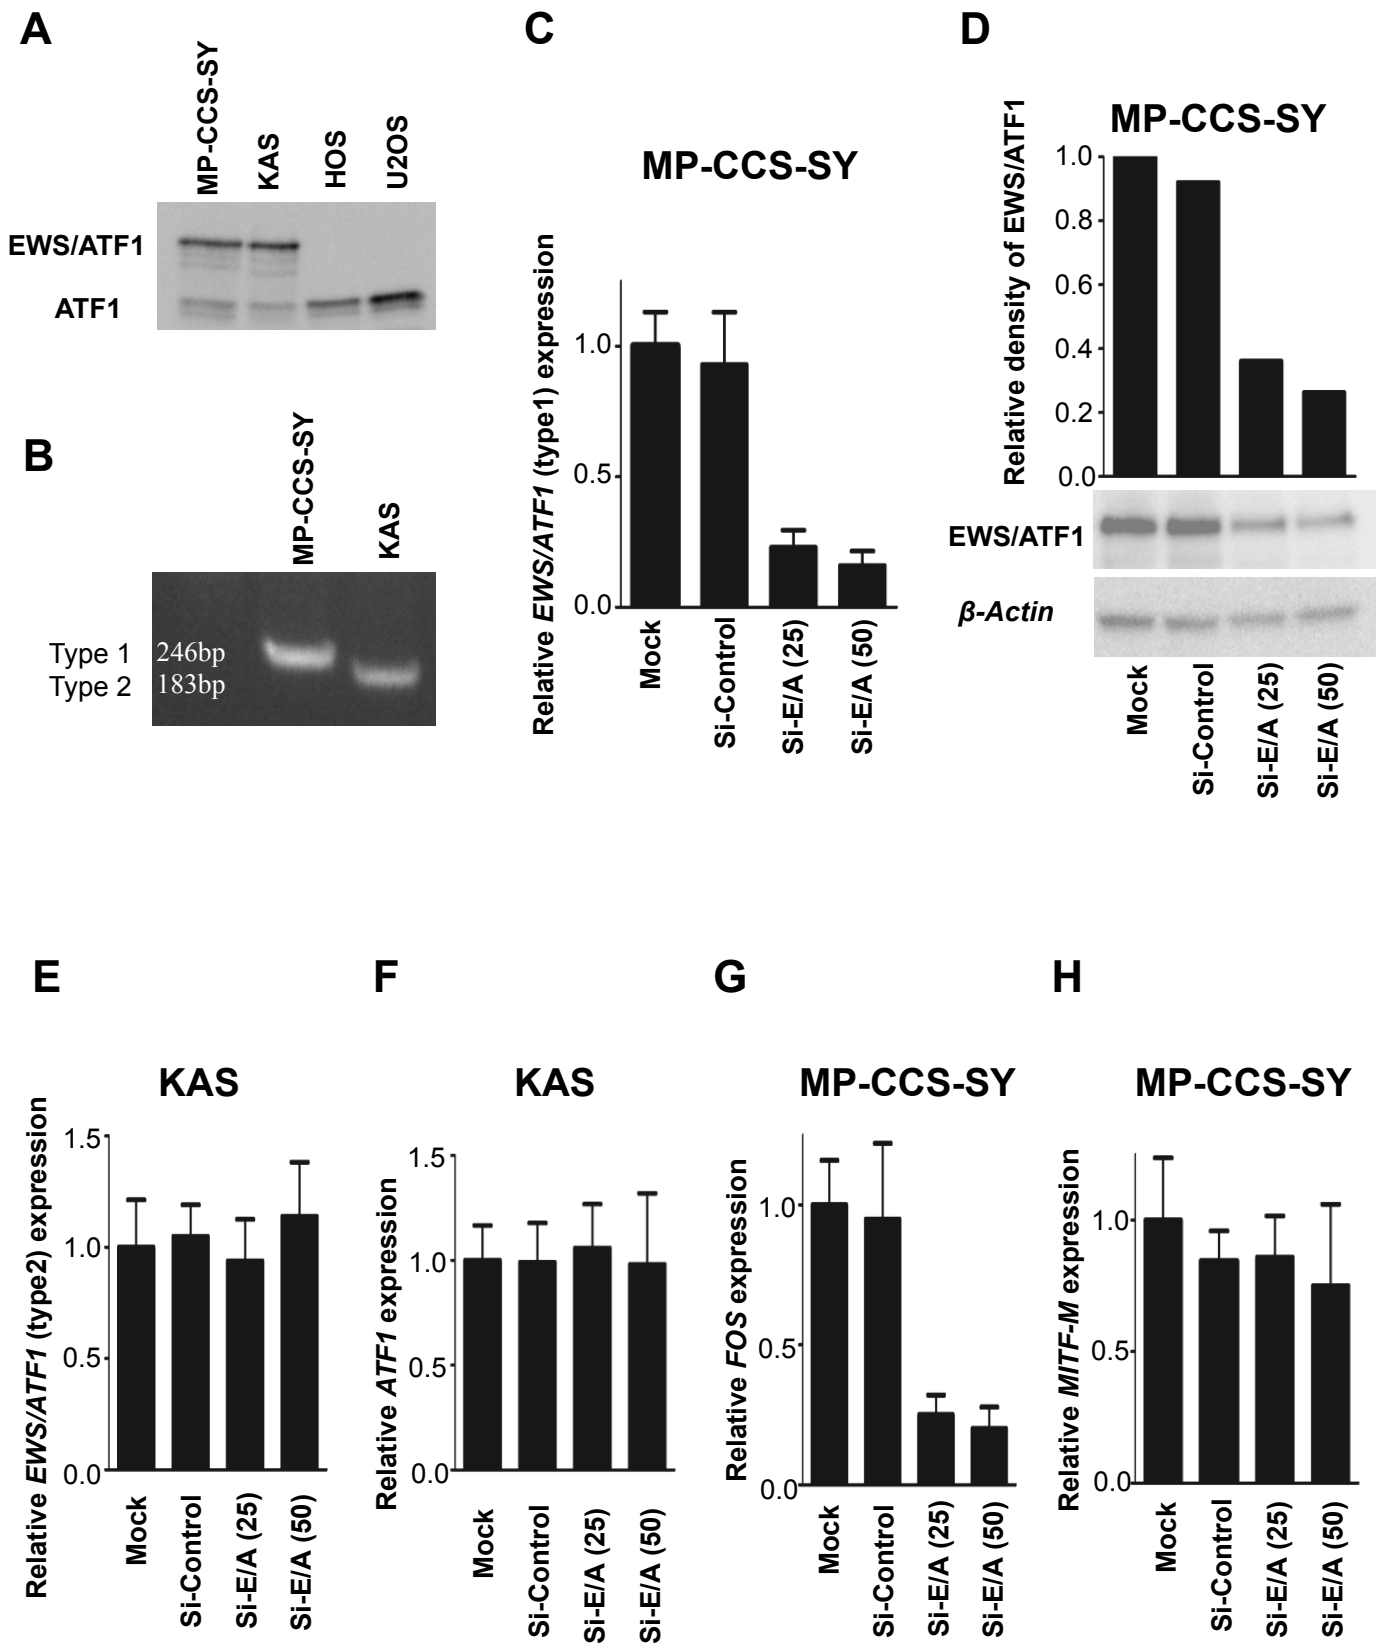 A
MP-CCS-SY
KAS
HOS
U2OS
EWS/ATF1
ATF1
B
MP-CCS-SY
KAS
Type 1 246bp
Type 2 183bp
C
MP-CCS-SY
Relative EWS/ATF1 (type1) expression
1.0
0.5
0.0
Mock
Si-Control
Si-E/A (25)
Si-E/A (50)
D
MP-CCS-SY
Relative density of EWS/ATF1
1.0
0.8
0.6
0.4
0.2
0.0
EWS/ATF1
β-Actin
Mock
Si-Control
Si-E/A (25)
Si-E/A (50)
E
KAS
Relative EWS/ATF1 (type2) expression
1.5
1.0
0.5
0.0
Mock
Si-Control
Si-E/A (25)
Si-E/A (50)
F
KAS
Relative ATF1 expression
1.5
1.0
0.5
0.0
Mock
Si-Control
Si-E/A (25)
Si-E/A (50)
G
MP-CCS-SY
Relative FOS expression
1.0
0.5
0.0
Mock
Si-Control
Si-E/A (25)
Si-E/A (50)
H
MP-CCS-SY
Relative MITF-M expression
1.0
0.5
0.0
Mock
Si-Control
Si-E/A (25)
Si-E/A (50)